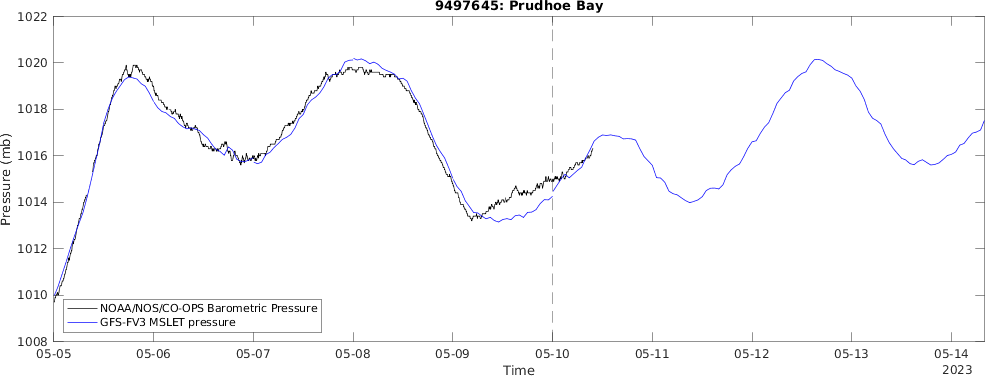 9497645: Prudhoe Bay
1022
1020
1018
1016
1014
1012
1010
1008
Pressure (mb)
NOAA/NOS/CO-OPS Barometric Pressure
GFS-FV3 MSLET pressure
05-05 05-06 05-07 05-08 05-09 05-10 05-11 05-12 05-13 05-14
Time
2023